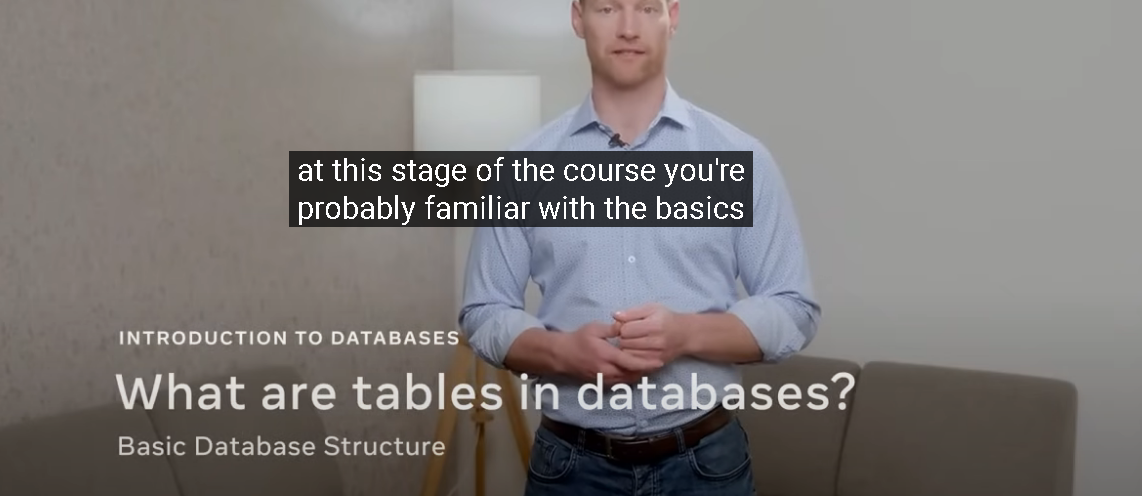 at this stage of the course you're
probably familiar with the basics
INTRODUCTION TO DATABASES
What are tables in databases?
Basic Database Structure